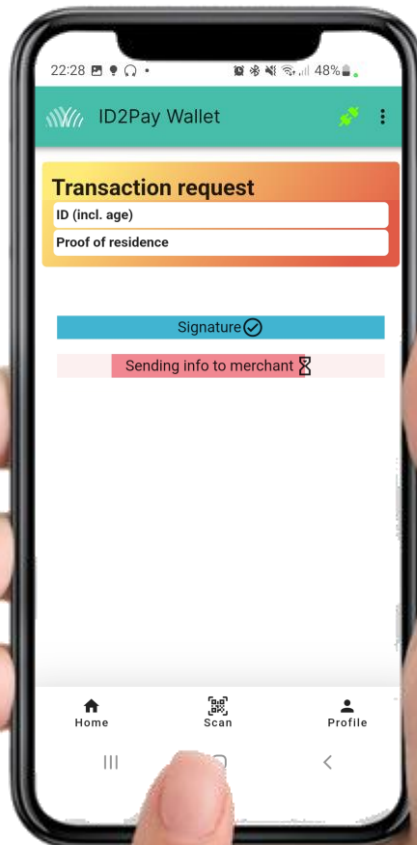 22:28 48%
ID2Pay Wallet
Transaction request
ID (incl. age)
Proof of residence
Signature
Sending info to merchant
Home Scan Profile